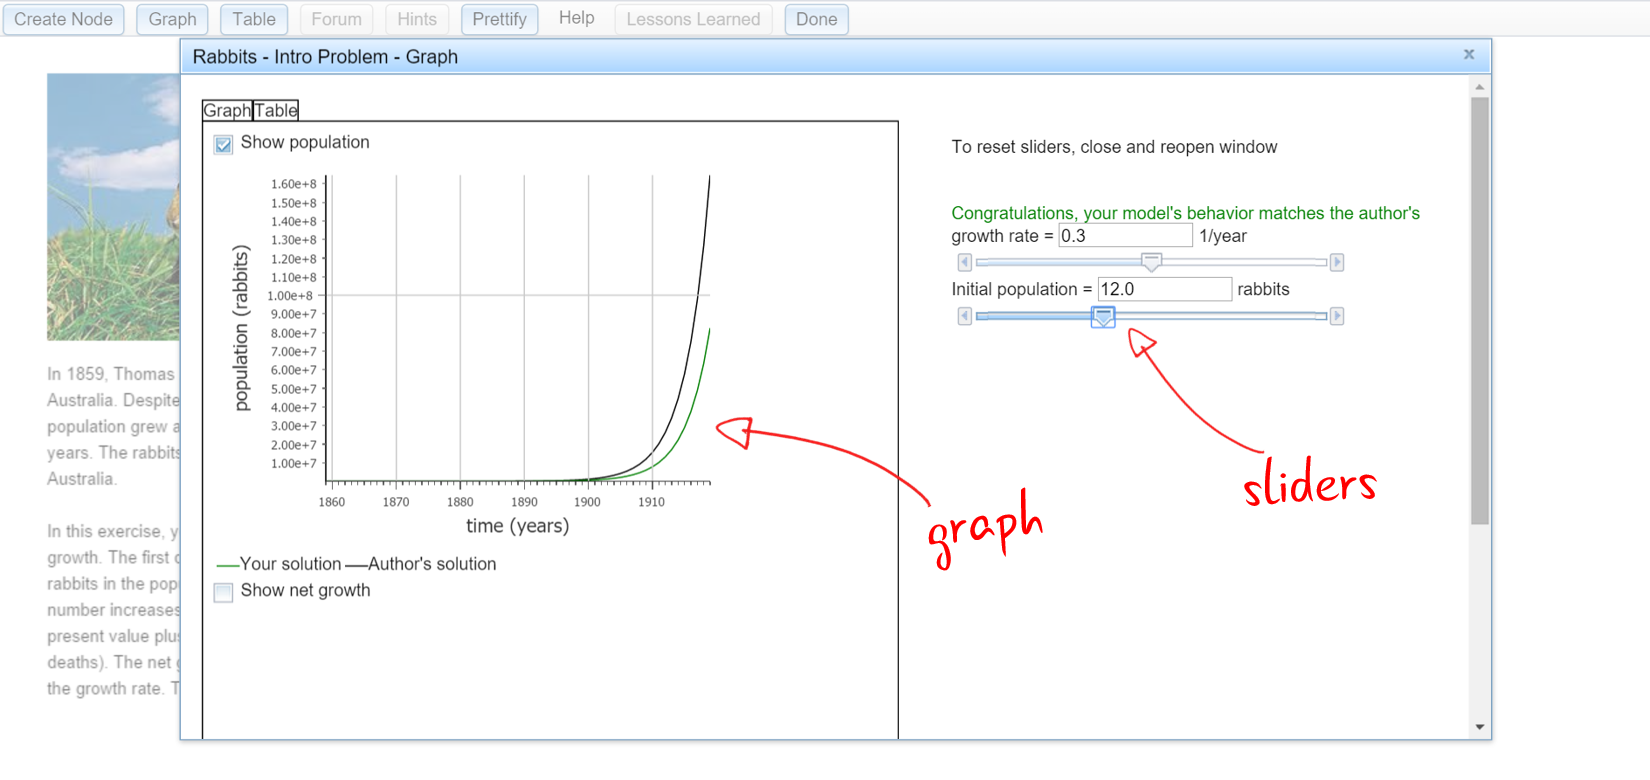 Create Node Graph Table Forum Hints Prettify Help Lessons Learned Done
Rabbits - Intro Problem - Graph x
Graph Table
Show population
1.60e+8
1.50e+8
1.40e+8
1.30e+8
1.20e+8
1.10e+8
1.00e+8
9.00e+7
8.00e+7
7.00e+7
6.00e+7
5.00e+7
4.00e+7
3.00e+7
2.00e+7
1.00e+7
population (rabbits)
1860 1870 1880 1890 1900 1910
time (years)
Your solution Author's solution
Show net growth
To reset sliders, close and reopen window
Congratulations, your model's behavior matches the author's
growth rate = 0.3 1/year
Initial population = 12.0 rabbits
sliders
graph
In 1859, Thomas
Australia. Despite
population grew
years. The rabbits
Australia.
In this exercise,
growth. The first
rabbits in the
number increases
present value
deaths). The net
the growth rate.